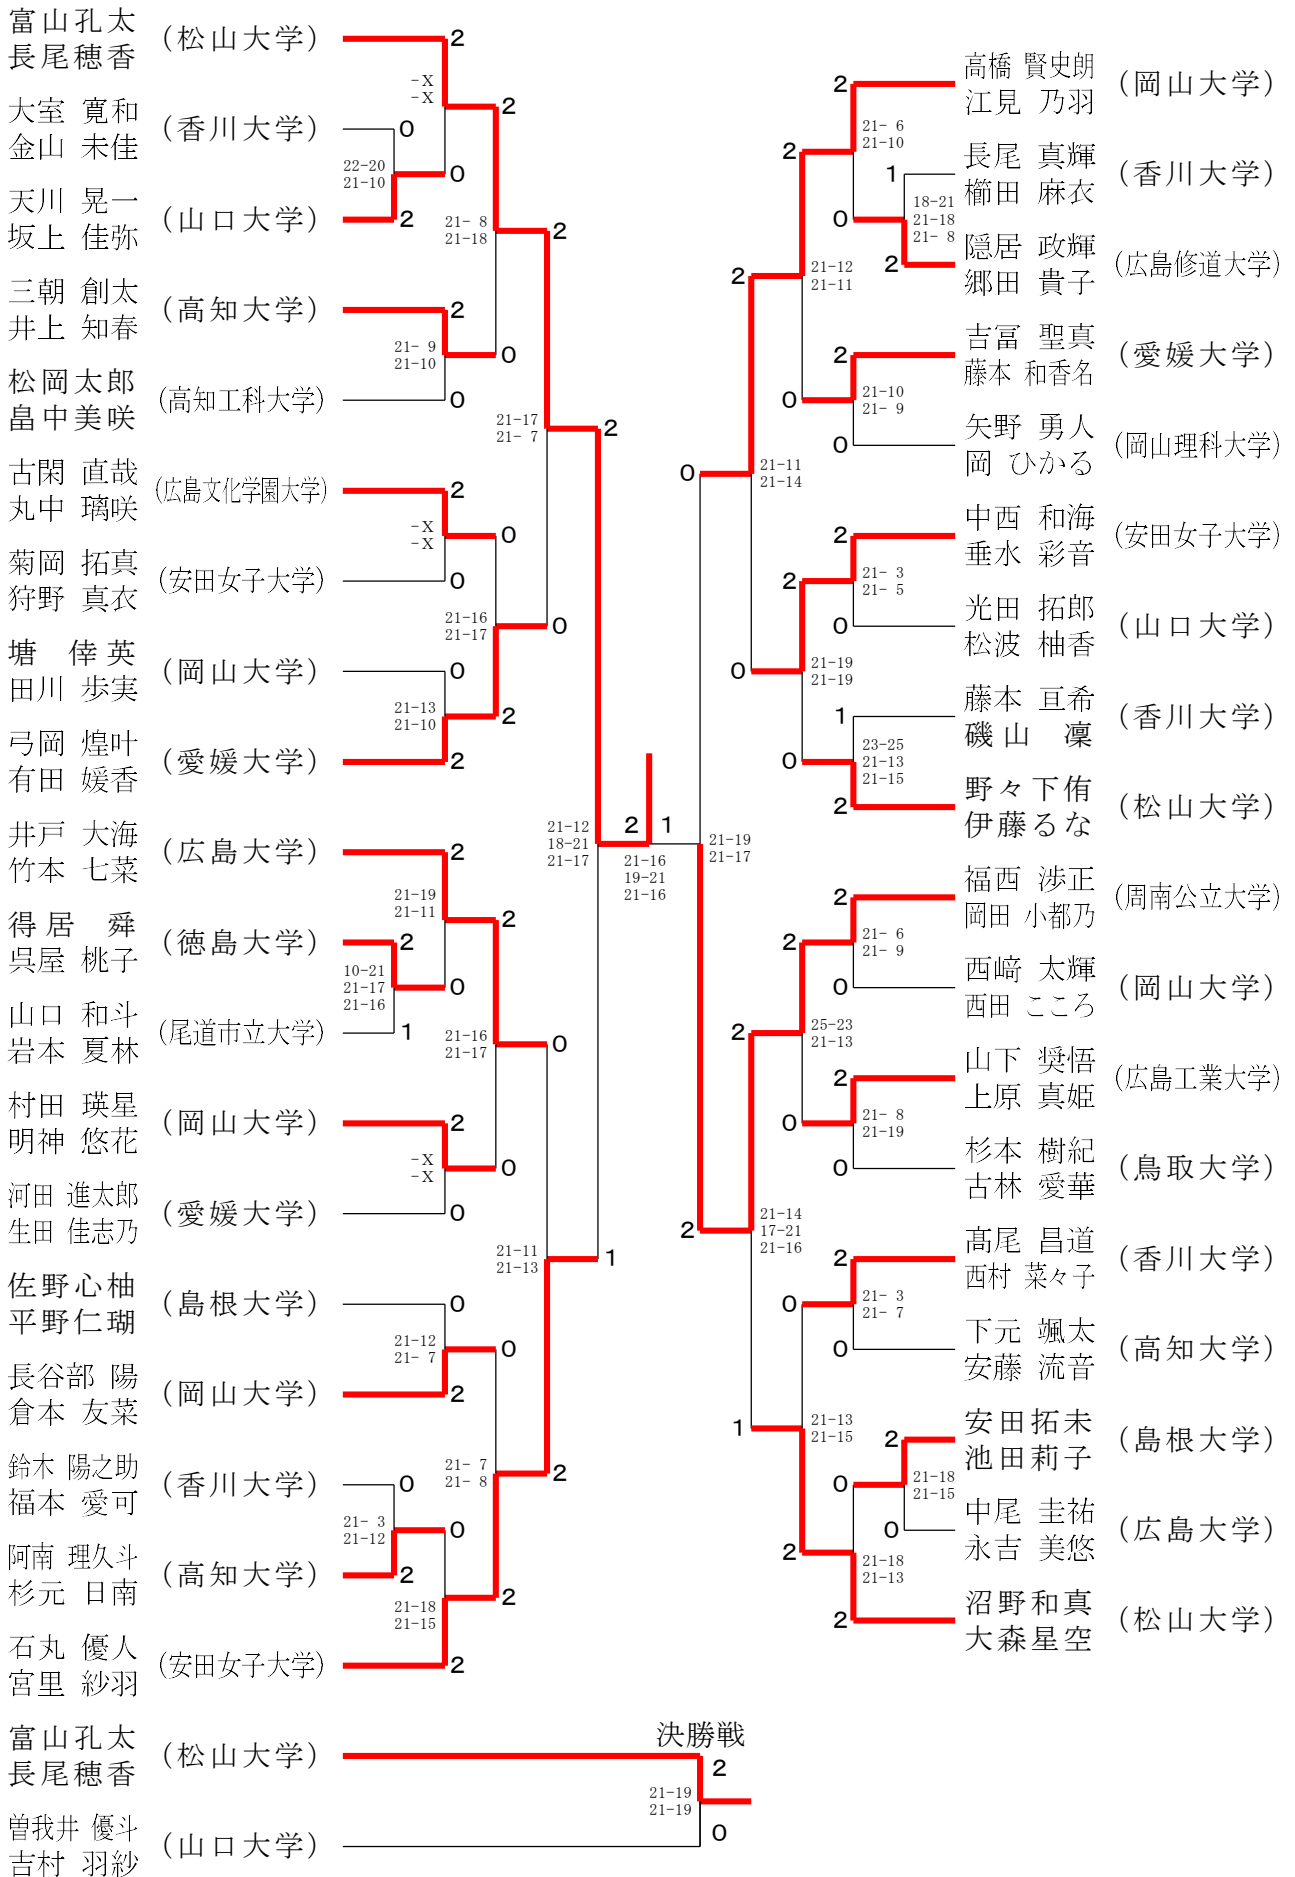 富山孔太
長尾穂香
(松山大学)
2
-X
-X
2
大室 寛和
金山 未佳
(香川大学)
0
22-20
21-10
0
天川 晃一
坂上 佳弥
(山口大学)
2
21- 8
21-18
2
三朝 創太
井上 知春
(高知大学)
2
21- 9
21-10
0
松岡太郎
畠中美咲
(高知工科大学)
0
21-17
21- 7
2
古閑 直哉
丸中 璃咲
(広島文化学園大学)
2
-X
-X
0
菊岡 拓真
狩野 真衣
(安田女子大学)
0
21-16
21-17
0
塘 倖英
田川 歩実
(岡山大学)
0
21-13
21-10
2
弓岡 煌叶
有田 媛香
(愛媛大学)
2
21-12
18-21
21-17
2
井戸 大海
竹本 七菜
(広島大学)
2
21-19
21-11
2
得居 舜
呉屋 桃子
(徳島大学)
2
10-21
21-17
21-16
0
山口 和斗
岩本 夏林
(尾道市立大学)
1
21-16
21-17
0
村田 瑛星
明神 悠花
(岡山大学)
2
-X
-X
0
河田 進太郎
生田 佳志乃
(愛媛大学)
0
21-11
21-13
1
佐野心柚
平野仁瑚
(島根大学)
0
21-12
21- 7
0
長谷部 陽
倉本 友菜
(岡山大学)
2
鈴木 陽之助
福本 愛可
(香川大学)
0
21- 3
21-12
0
21- 7
21- 8
2
阿南 理久斗
杉元 日南
(高知大学)
2
21-18
21-15
2
石丸 優人
宮里 紗羽
(安田女子大学)
2
1
21-16
19-21
21-16
2
高橋 賢史朗
江見 乃羽
(岡山大学)
2
21- 6
21-10
長尾 真輝
櫛田 麻衣
(香川大学)
1
18-21
21-18
21- 8
0
隠居 政輝
郷田 貴子
(広島修道大学)
2
2
21-12
21-11
吉冨 聖真
藤本 和香名
(愛媛大学)
2
0
21-10
21- 9
矢野 勇人
岡 ひかる
(岡山理科大学)
0
0
21-11
21-14
中西 和海
垂水 彩音
(安田女子大学)
2
2
21- 3
21- 5
光田 拓郎
松波 柚香
(山口大学)
0
0
21-19
21-19
藤本 亘希
磯山 凜
(香川大学)
1
0
23-25
21-13
21-15
野々下侑
伊藤るな
(松山大学)
2
21-19
21-17
福西 渉正
岡田 小都乃
(周南公立大学)
2
2
21- 6
21- 9
西﨑 太輝
西田 こころ
(岡山大学)
0
2
25-23
21-13
山下 奨悟
上原 真姫
(広島工業大学)
2
0
21- 8
21-19
杉本 樹紀
古林 愛華
(鳥取大学)
0
2
21-14
17-21
21-16
髙尾 昌道
西村 菜々子
(香川大学)
2
0
21- 3
21- 7
下元 颯太
安藤 流音
(高知大学)
0
1
21-13
21-15
安田拓未
池田莉子
(島根大学)
2
0
21-18
21-15
中尾 圭祐
永吉 美悠
(広島大学)
0
2
21-18
21-13
沼野和真
大森星空
(松山大学)
2
決勝戦
富山孔太
長尾穂香
(松山大学)
2
21-19
21-19
曽我井 優斗
吉村 羽紗
(山口大学)
0